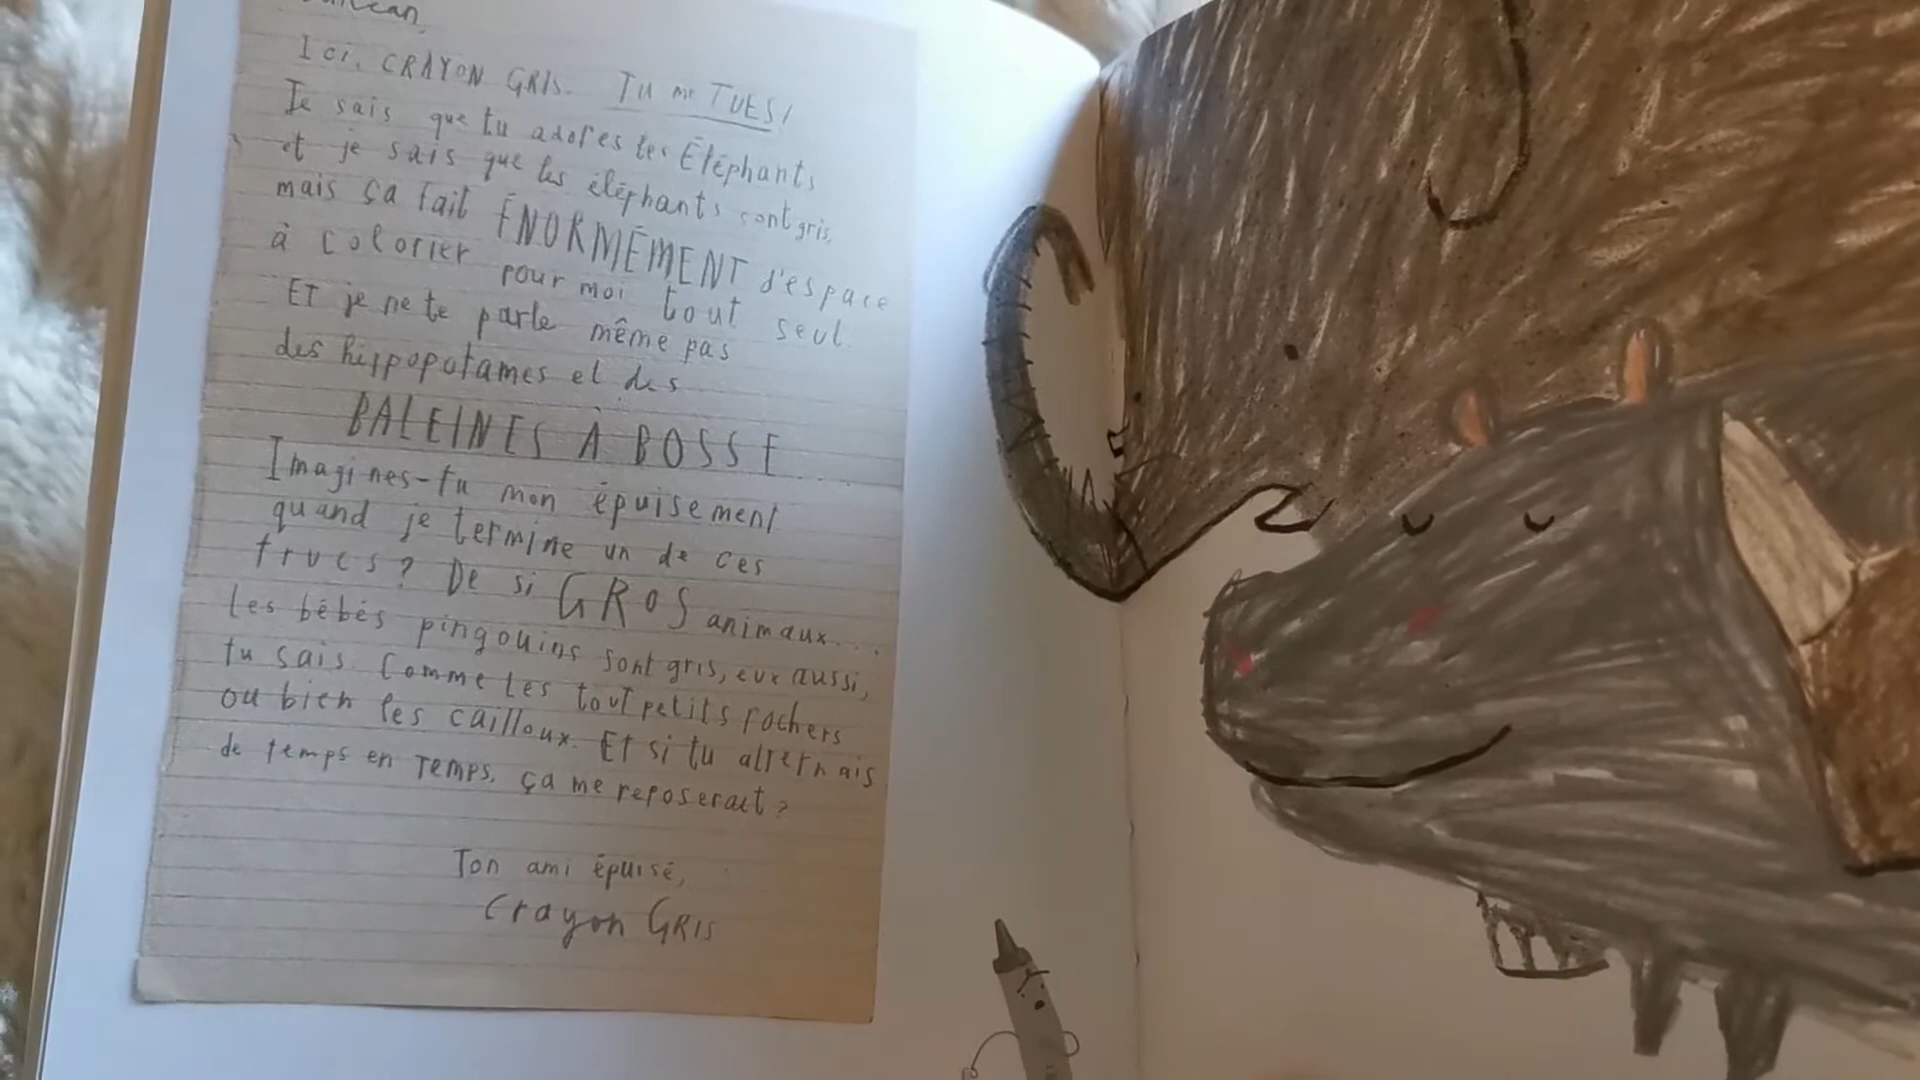 Duncan,
Ici, CRAYON GRIS. TU me TUES!
Je sais que tu adores les Éléphants
et je sais que les éléphants sont gris,
mais ça fait ÉNORMÉMENT d'espace
à colorier pour moi tout seul.
ET je ne te parle même pas
des hippopotames et des
BALEINES À BOSSE....
Imagines-tu mon épuisement
quand je termine un de ces
trucs? De si GROS animaux...
Les bébés pingouins sont gris, eux aussi,
tu sais. Comme les tout petits rochers
ou bien les cailloux. Et si tu alternais
de temps en TEMPS, ça me reposerait?
Ton ami épuisé,
Crayon GRIS